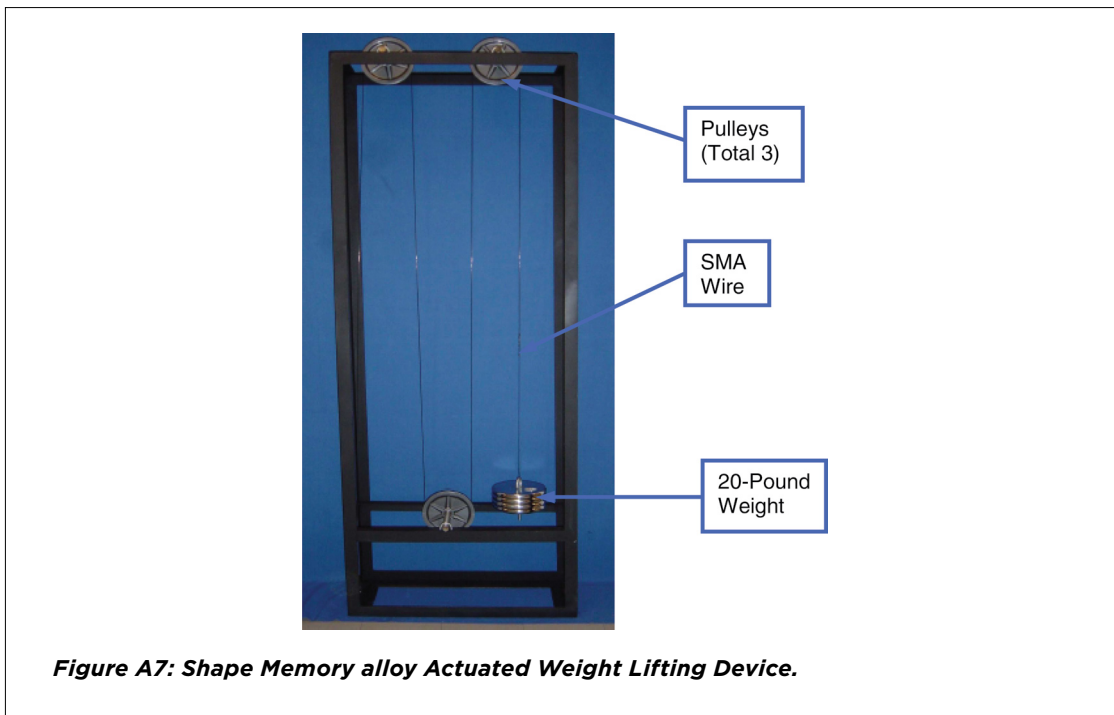 Pulleys
(Total 3)
SMA
Wire
20-Pound
Weight
Figure A7: Shape Memory alloy Actuated Weight Lifting Device.